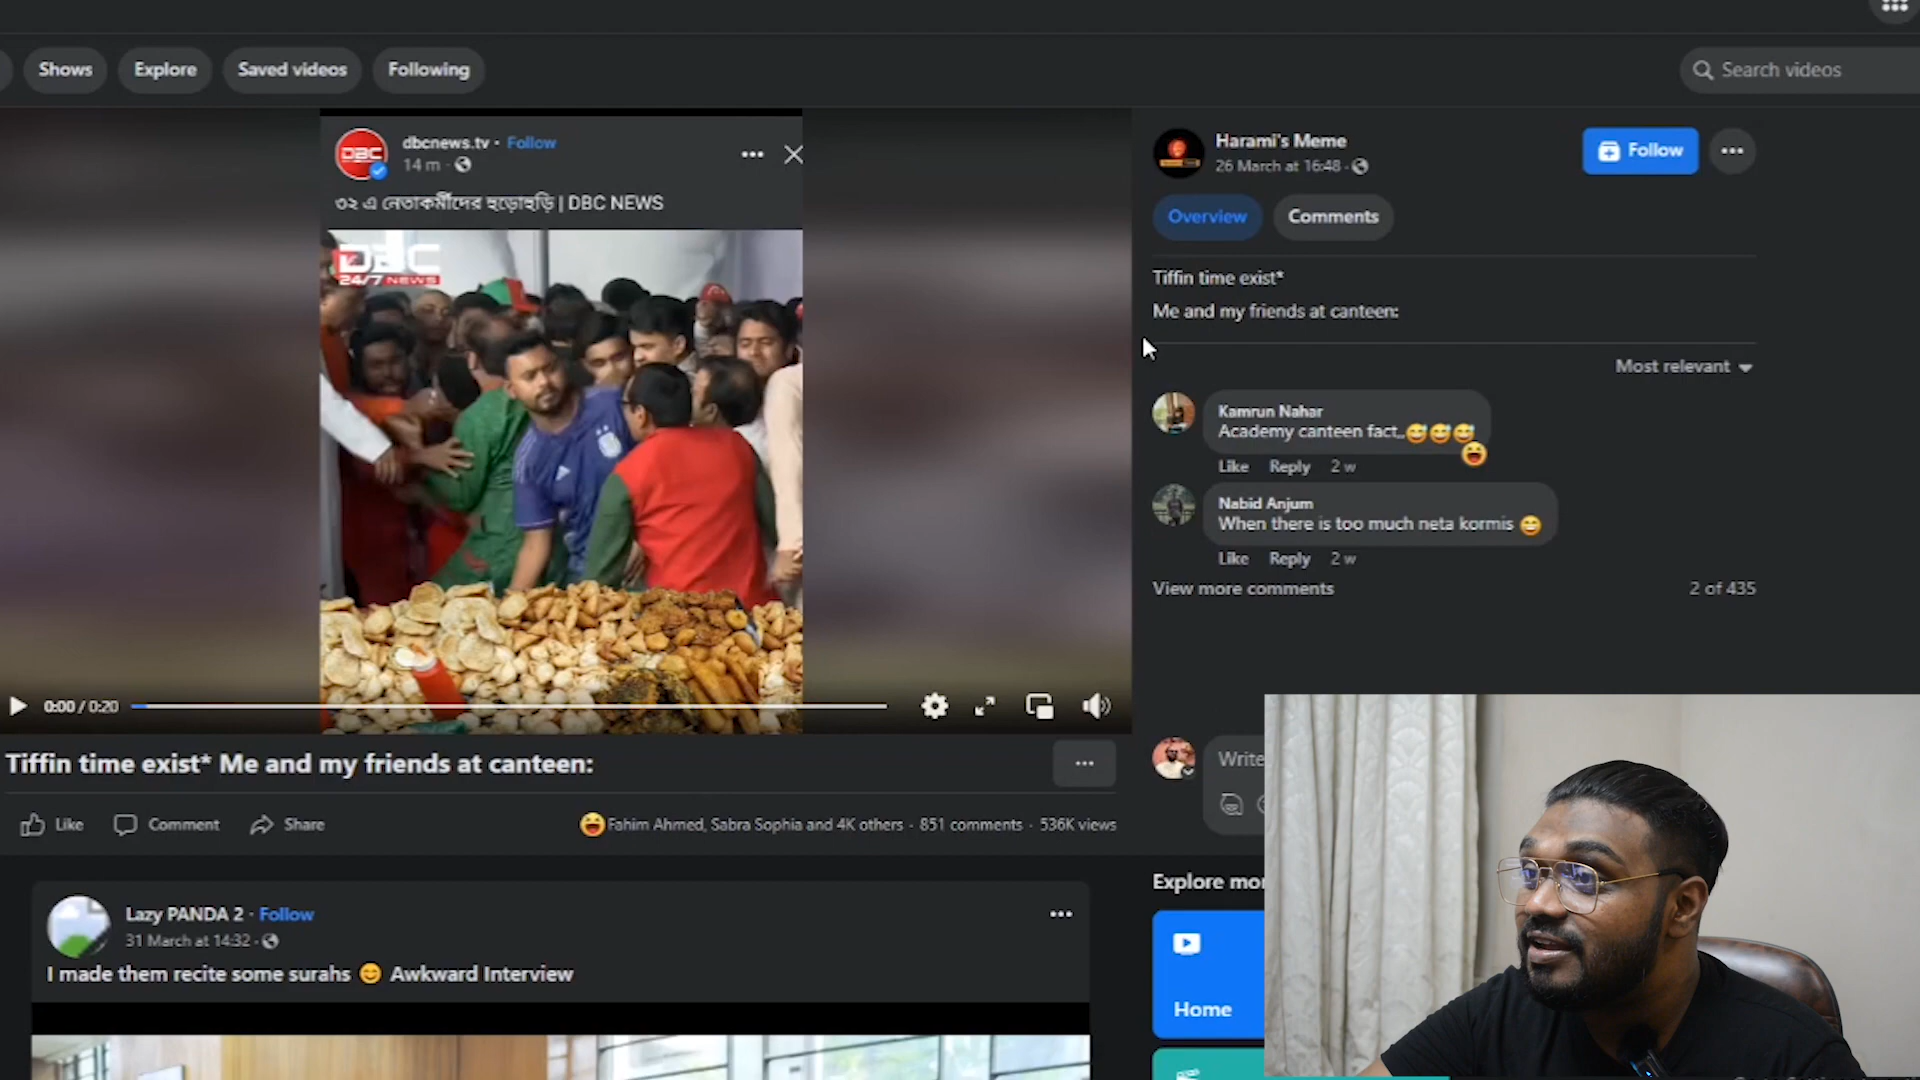 Shows
Explore
Saved videos
Following
Search videos
DBC
dbcnews.tv · Follow
14 m ·
৩২ এ নেতাকর্মীদের হুড়োহুড়ি | DBC NEWS
DBC
24/7 NEWS
0:00 / 0:20
Tiffin time exist* Me and my friends at canteen:
Like
Comment
Share
Fahim Ahmed, Sabra Sophia and 4K others · 851 comments · 536K views
Lazy PANDA 2 · Follow
31 March at 14:32 ·
I made them recite some surahs 😊 Awkward Interview
Harami's Meme
26 March at 16:48 ·
Follow
Overview
Comments
Tiffin time exist*
Me and my friends at canteen:
Most relevant
Kamrun Nahar
Academy canteen fact,.😅😅😅
Like Reply 2 w
Nabid Anjum
When there is too much neta kormis 😄
Like Reply 2 w
View more comments
2 of 435
Write
Explore mor
Home